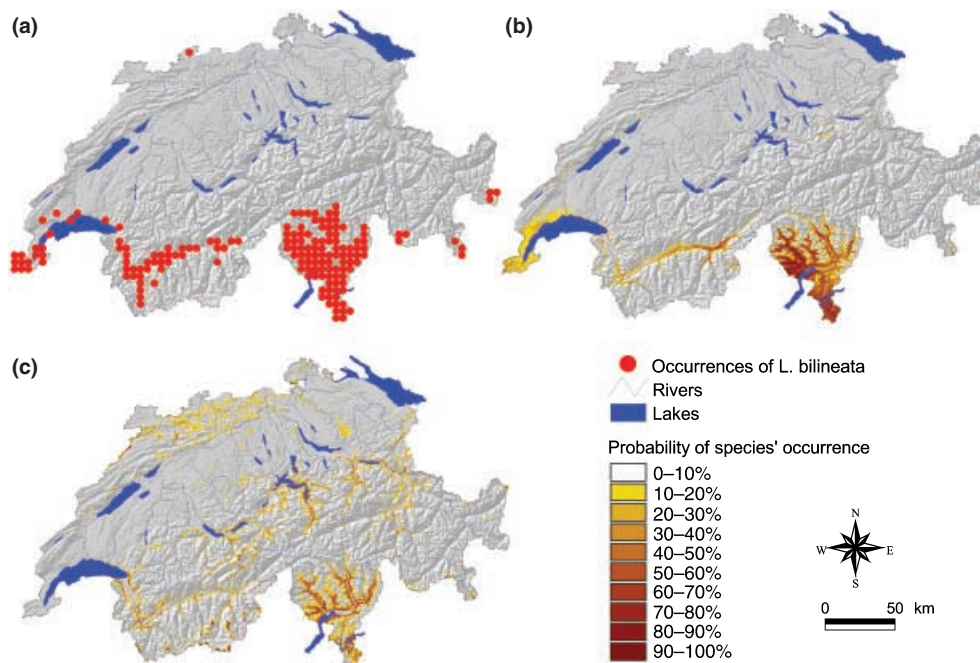 (a)
(b)
(c)
Occurrences of L. bilineata
Rivers
Lakes
Probability of species' occurrence
0–10%
10–20%
20–30%
30–40%
40–50%
50–60%
60–70%
70–80%
80–90%
90–100%
N
W E
S
0 50 km